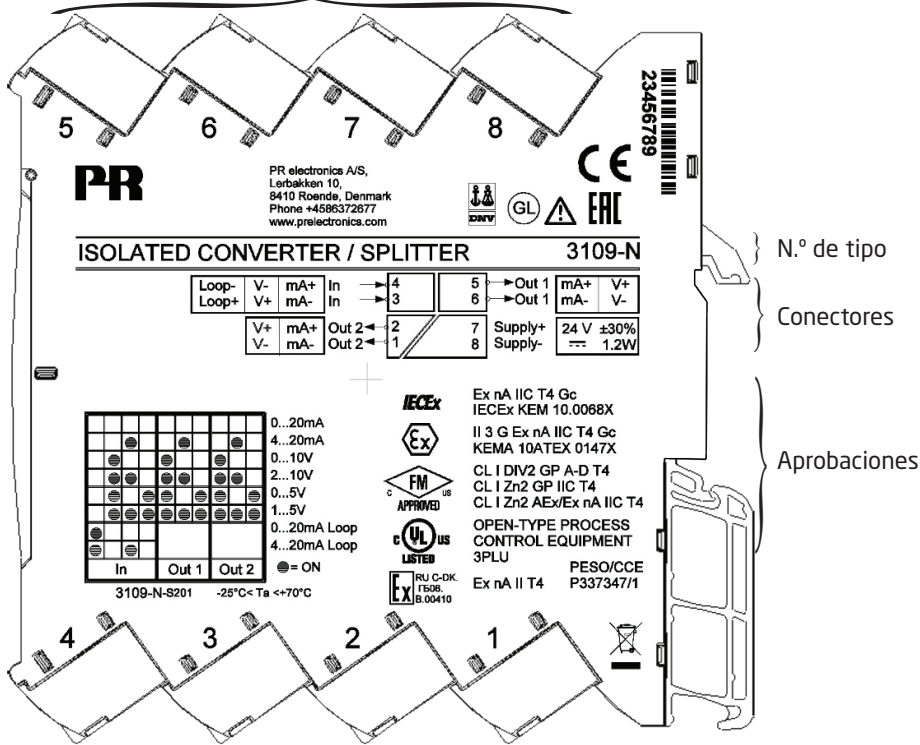 5 6 7 8
23456789
PR
PR electronics A/S,
Lerbakken 10,
8410 Roende, Denmark
Phone +4586372677
www.prelectronics.com
DNV
GL
CE
EAC
ISOLATED CONVERTER / SPLITTER 3109-N
N.º de tipo
Loop- V- mA+ In 4 5 Out 1 mA+ V+
Loop+ V+ mA- In 3 6 Out 1 mA- V-
Conectores
V+ mA+ Out 2 2 7 Supply+ 24 V ±30%
V- mA- Out 2 1 8 Supply- 1.2W
IECEx
Ex nA IIC T4 Gc
IECEx KEM 10.0068X
Ex
II 3 G Ex nA IIC T4 Gc
KEMA 10ATEX 0147X
c FM us
APPROVED
CL I DIV2 GP A-D T4
CL I Zn2 GP IIC T4
CL I Zn2 AEx/Ex nA IIC T4
Aprobaciones
c UL us
LISTED
OPEN-TYPE PROCESS
CONTROL EQUIPMENT
3PLU
Ex
RU C-DK.
ГБ08.
B.00410
Ex nA II T4
PESO/CCE
P337347/1
0...20mA
4...20mA
0...10V
2...10V
0...5V
1...5V
0...20mA Loop
4...20mA Loop
In Out 1 Out 2 = ON
3109-N-S201 -25°C< Ta <+70°C
4 3 2 1